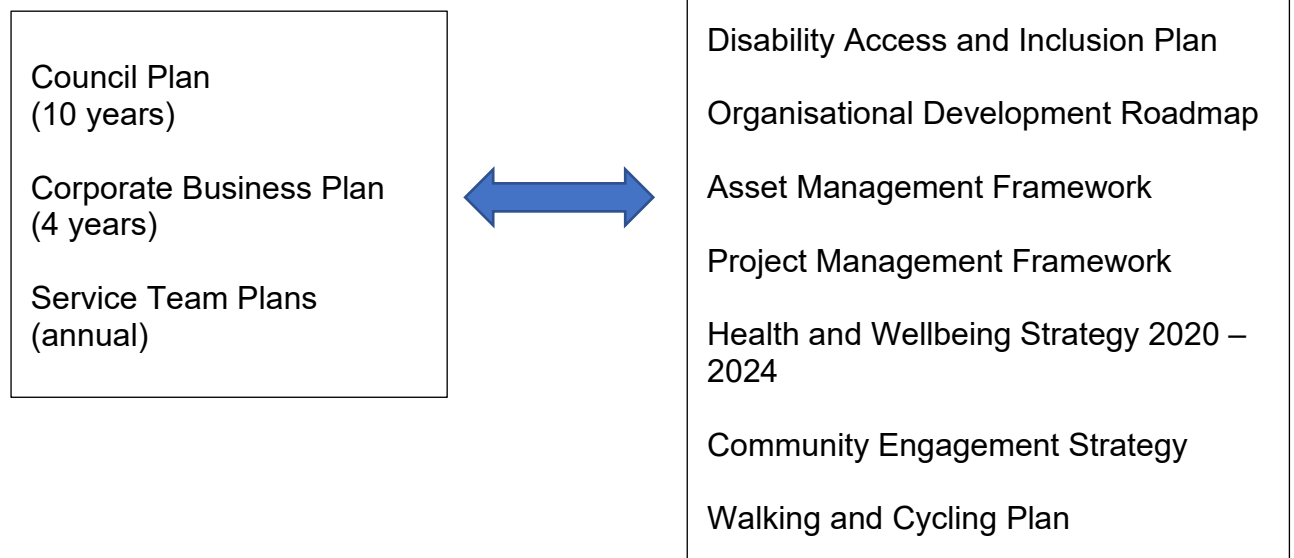 Council Plan
(10 years)
Corporate Business Plan
(4 years)
Service Team Plans
(annual)
Disability Access and Inclusion Plan
Organisational Development Roadmap
Asset Management Framework
Project Management Framework
Health and Wellbeing Strategy 2020 –
2024
Community Engagement Strategy
Walking and Cycling Plan